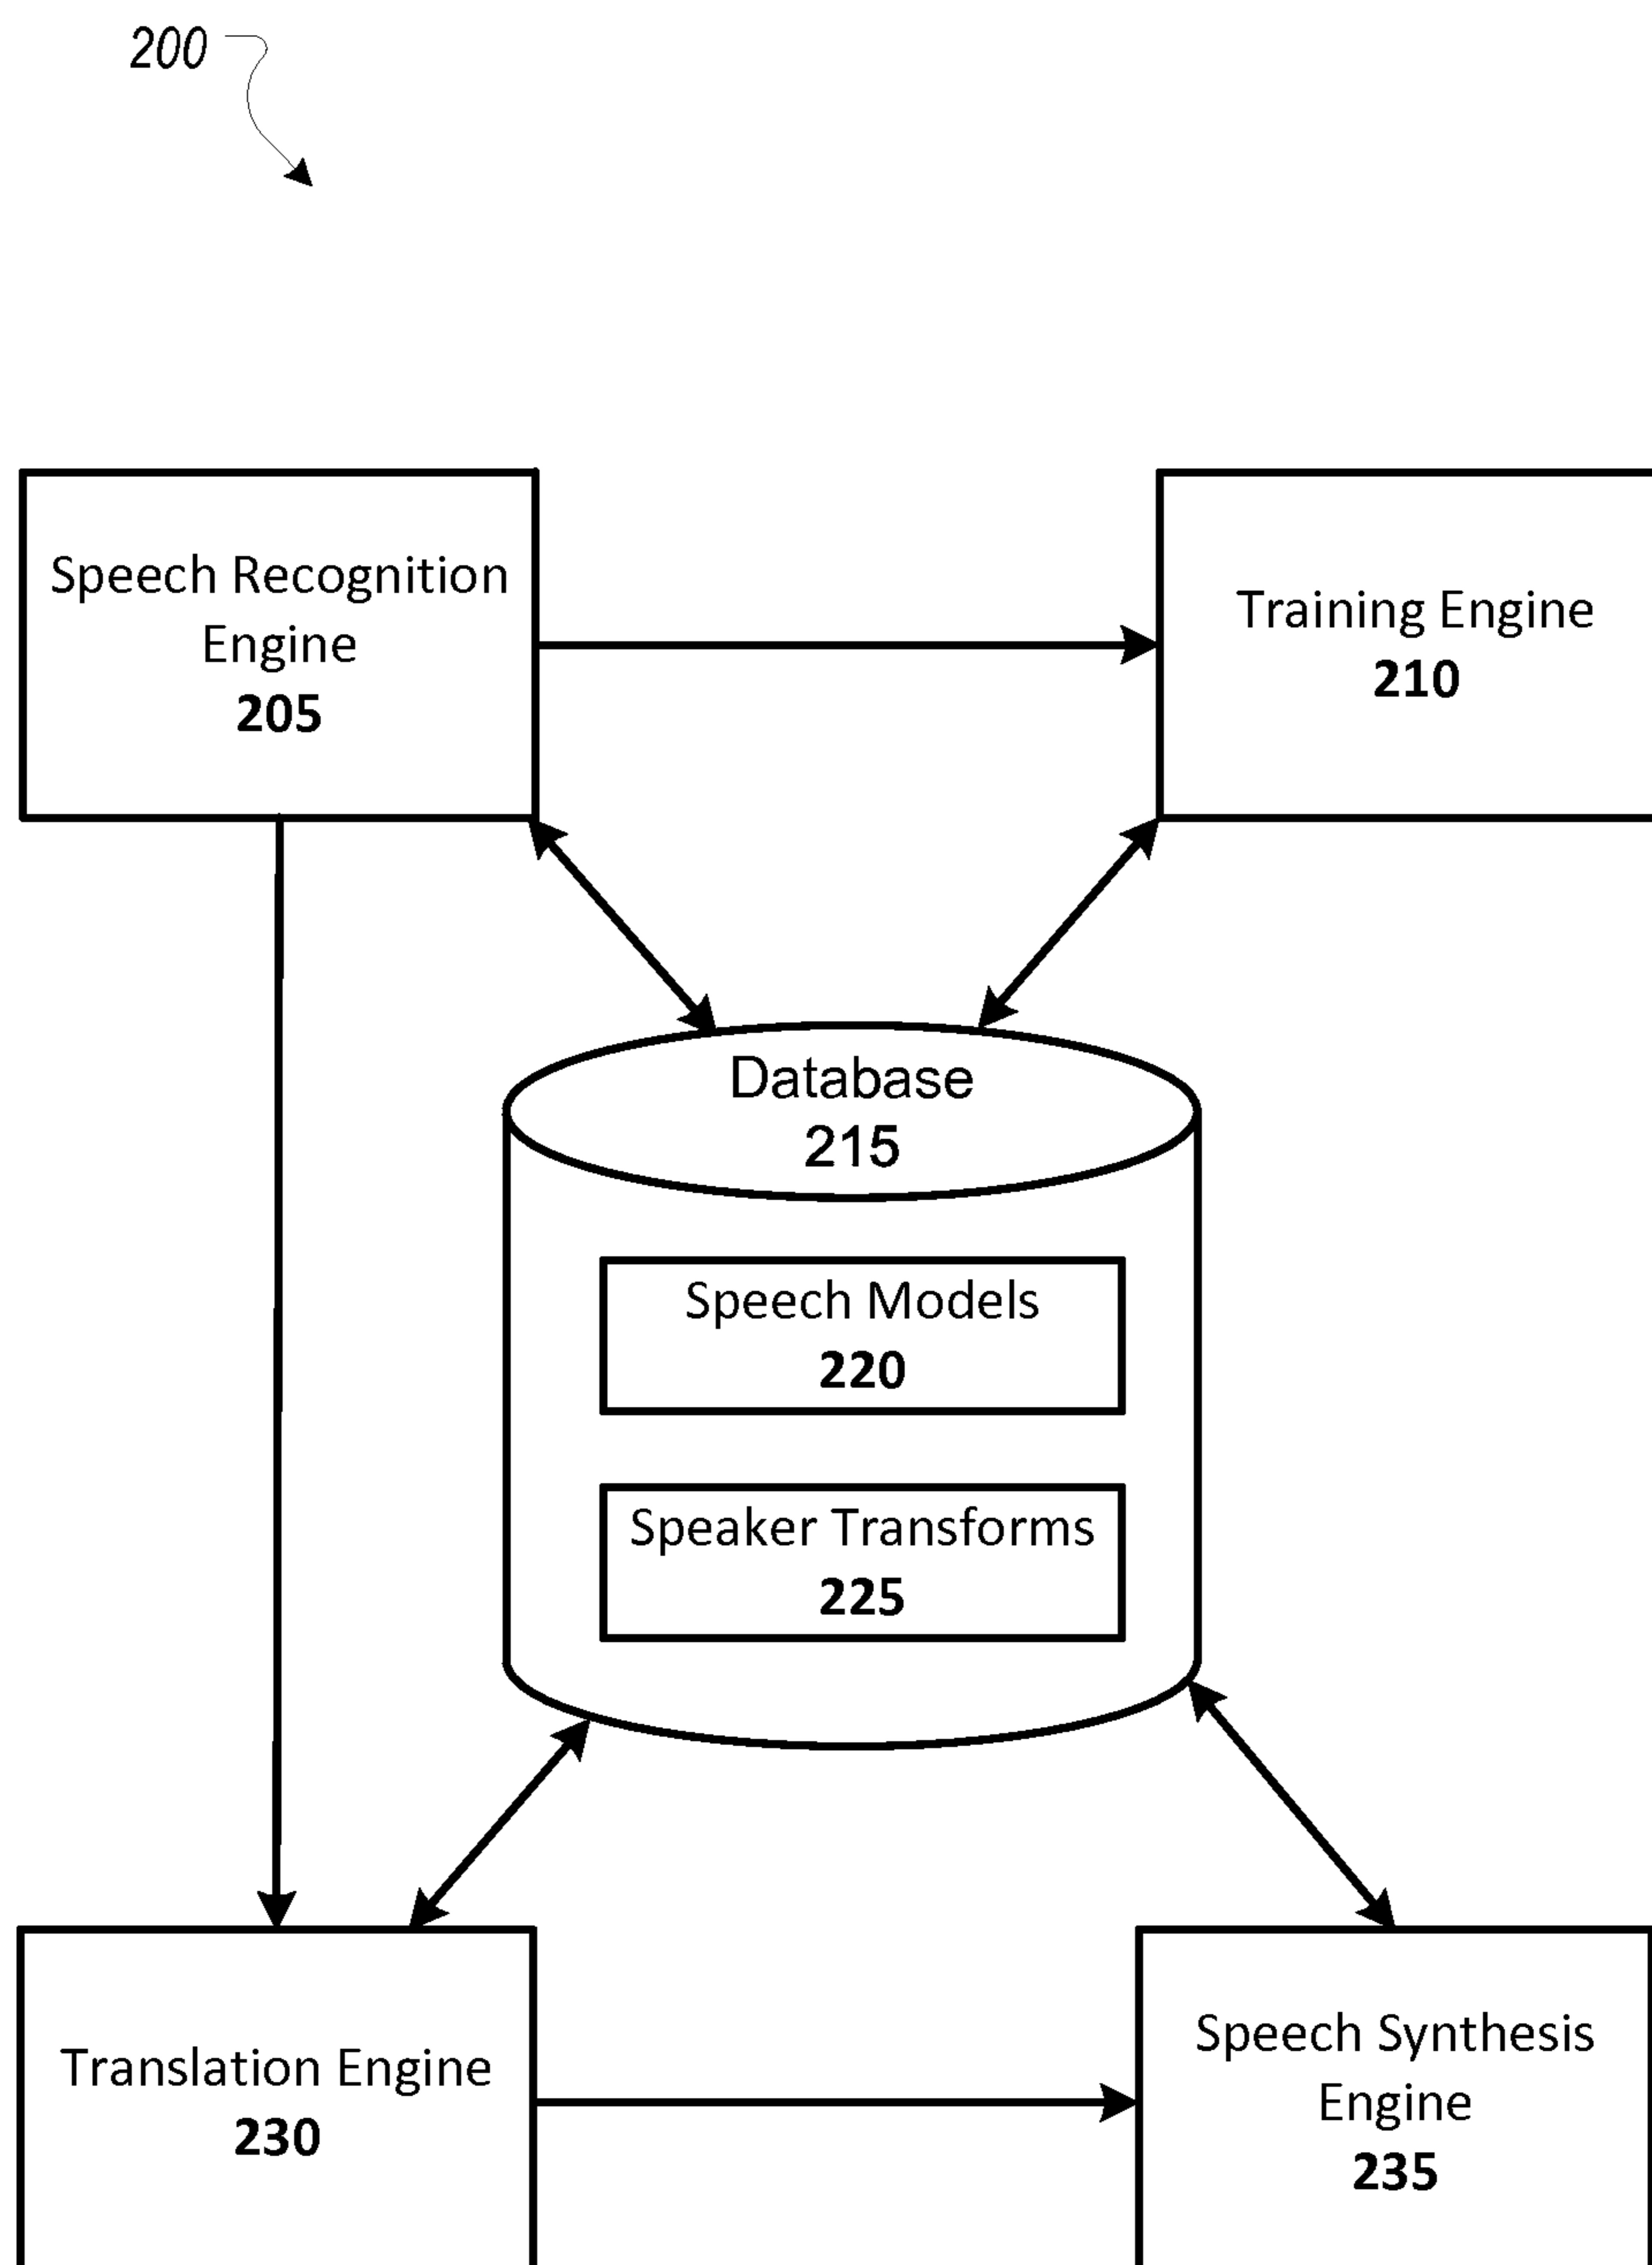 200
Speech Recognition
Engine
205
Training Engine
210
Database
215
Speech Models
220
Speaker Transforms
225
Translation Engine
230
Speech Synthesis
Engine
235